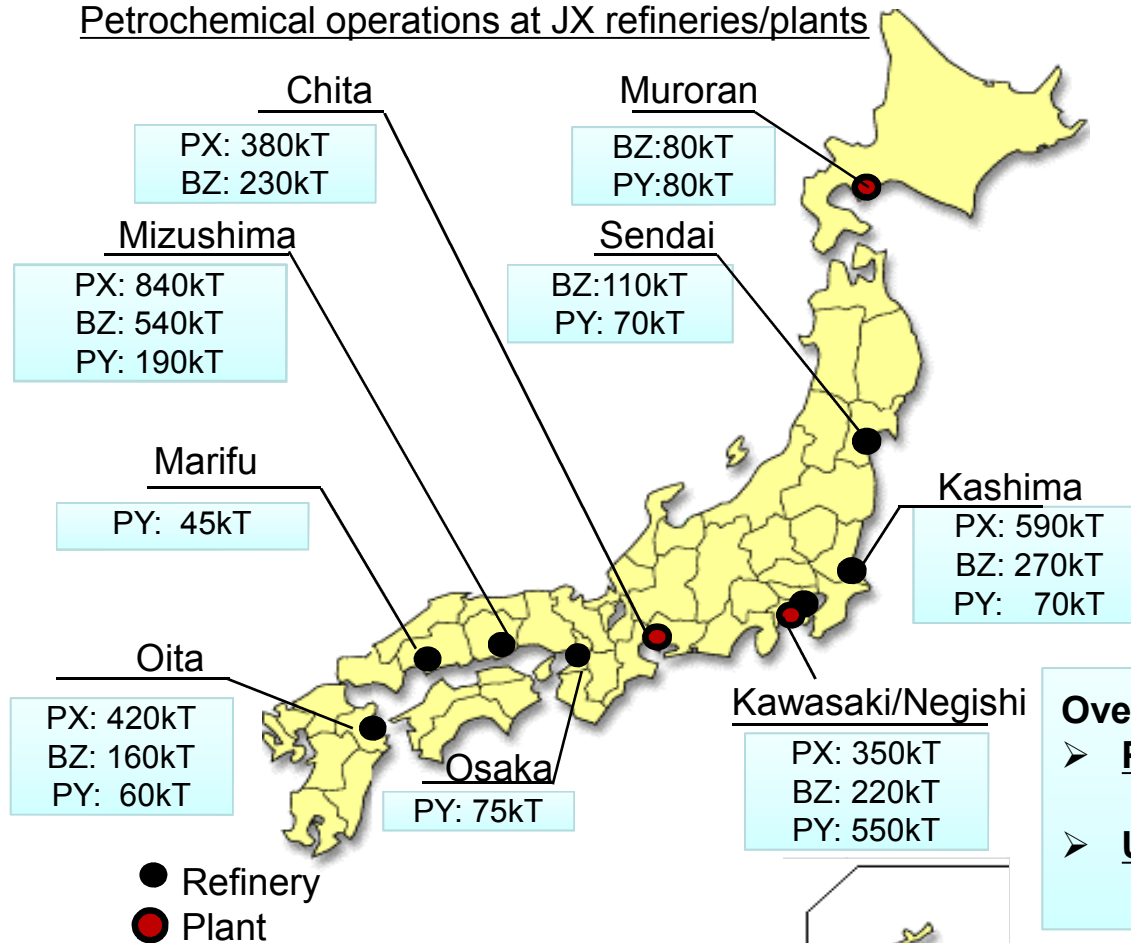 Petrochemical operations at JX refineries/plants
Chita
PX: 380kT
BZ: 230kT
Muroran
BZ:80kT
PY:80kT
Mizushima
PX: 840kT
BZ: 540kT
PY: 190kT
Sendai
BZ:110kT
PY: 70kT
Marifu
PY: 45kT
Kashima
PX: 590kT
BZ: 270kT
PY: 70kT
Oita
PX: 420kT
BZ: 160kT
PY: 60kT
Osaka
PY: 75kT
Kawasaki/Negishi
PX: 350kT
BZ: 220kT
PY: 550kT
Refinery
Plant